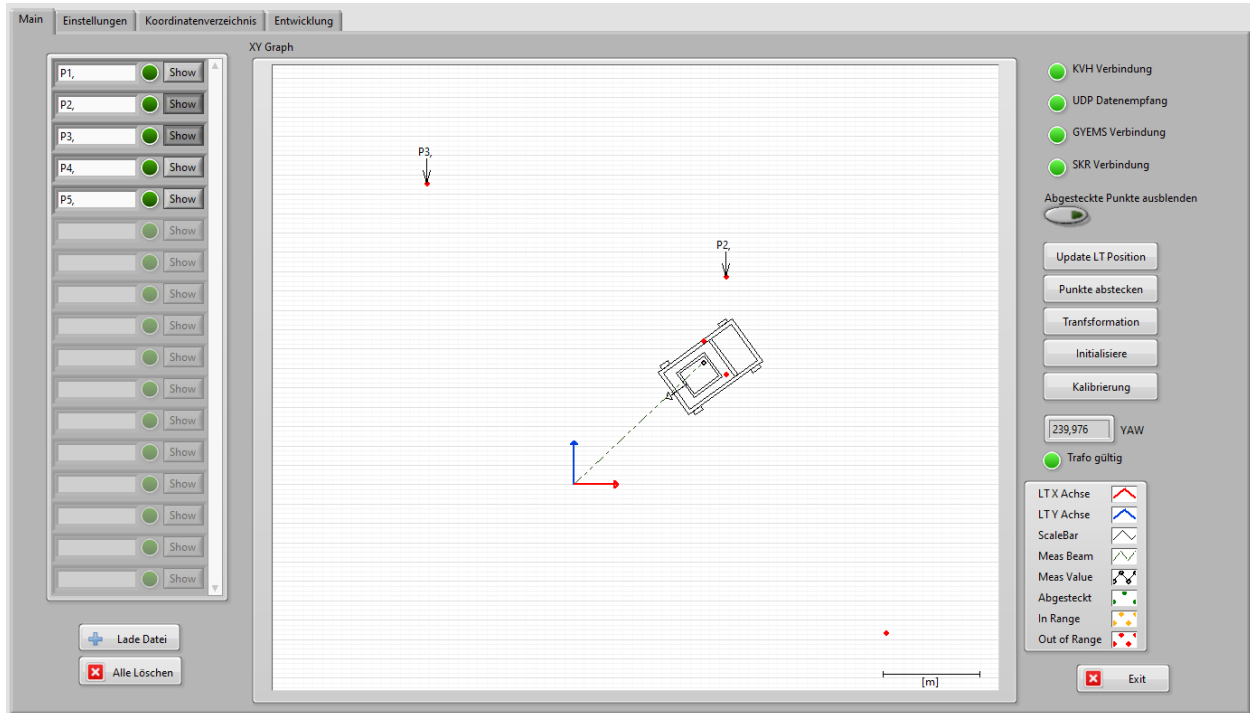 Main
Einstellungen
Koordinatenverzeichnis
Entwicklung
XY Graph
P1,
Show
P2,
Show
P3,
Show
P4,
Show
P5,
Show
Show
Show
Show
Show
Show
Show
Show
Show
Show
Show
Show
Show
Lade Datei
Alle Löschen
P3,
P2,
[m]
KVH Verbindung
UDP Datenempfang
GYEMS Verbindung
SKR Verbindung
Abgesteckte Punkte ausblenden
Update LT Position
Punkte abstecken
Tranfsformation
Initialisiere
Kalibrierung
239,976
YAW
Trafo gültig
LT X Achse
LT Y Achse
ScaleBar
Meas Beam
Meas Value
Abgesteckt
In Range
Out of Range
Exit